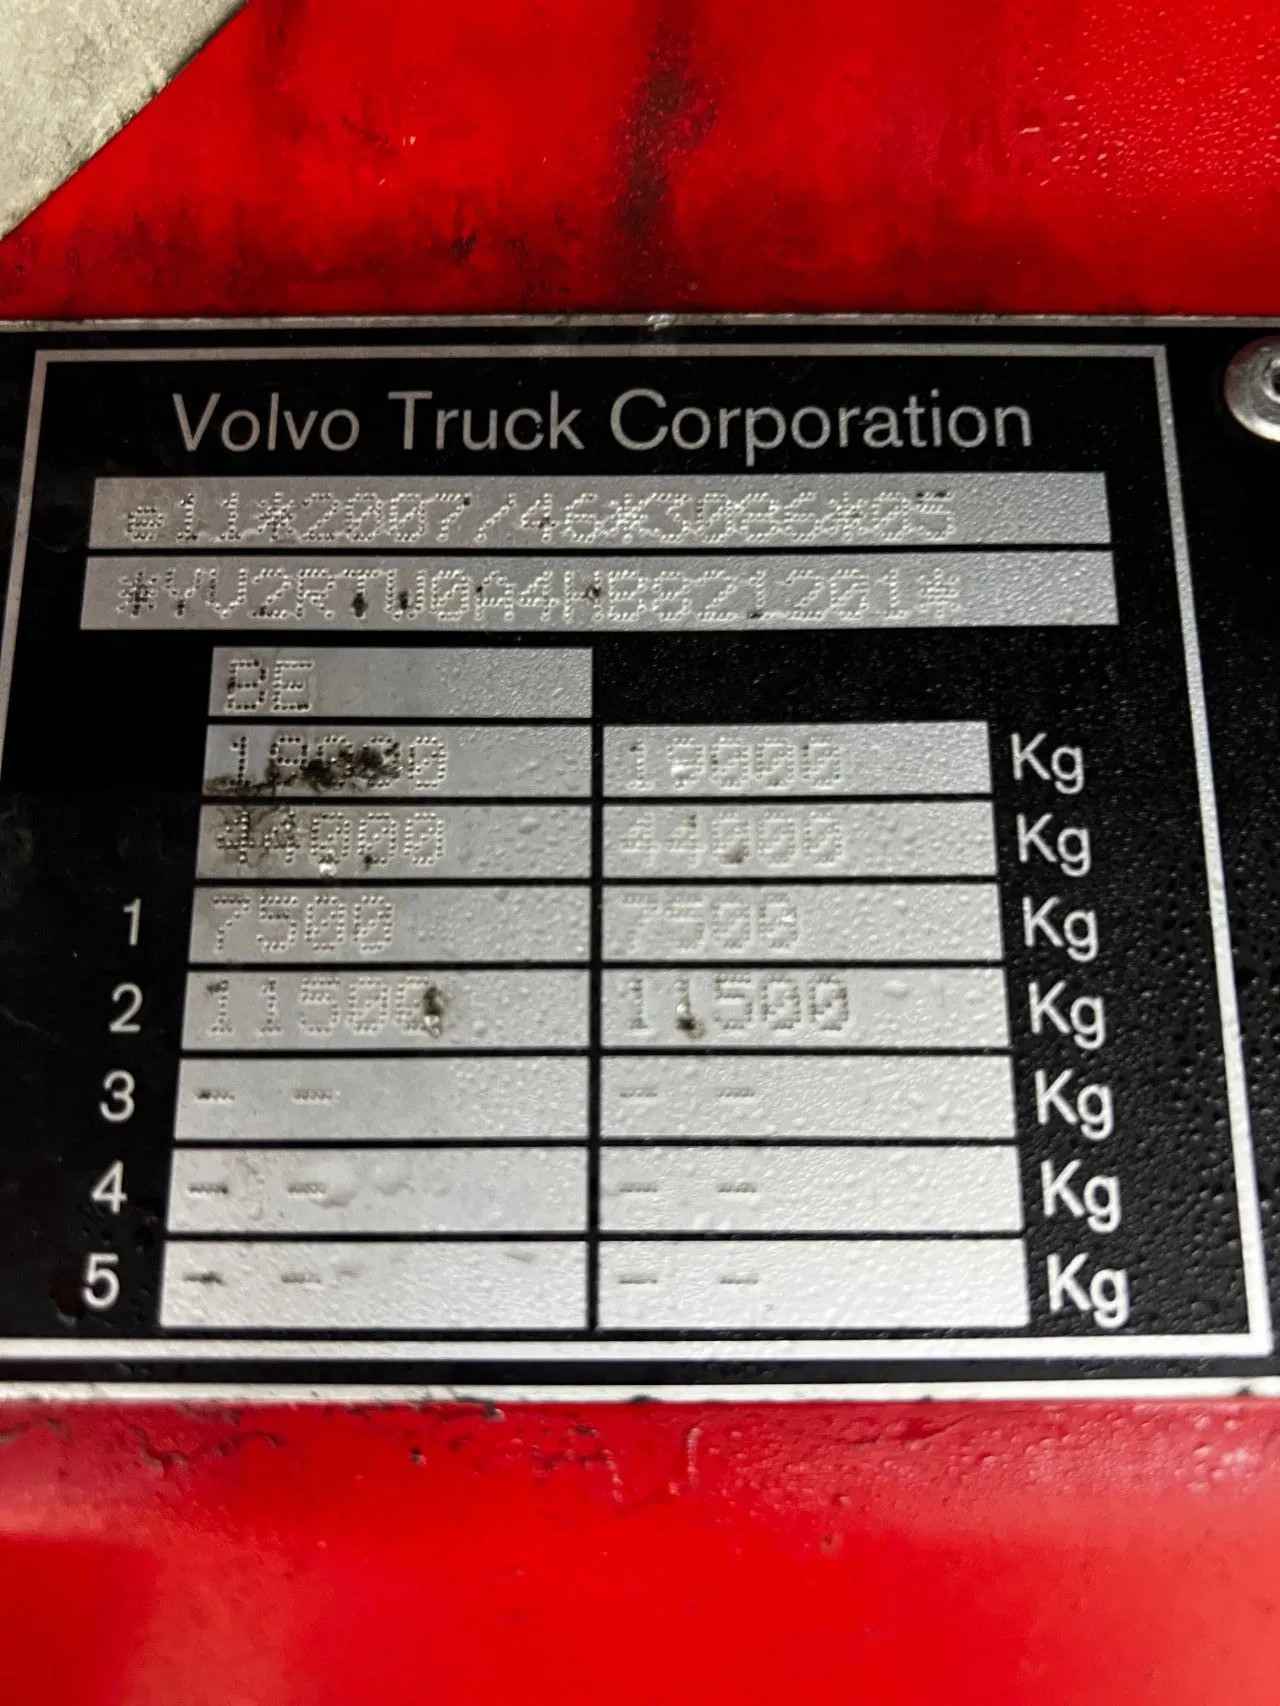 Volvo Truck Corporation
e11*2007/46*3086*05
*YV2RTW0A4HB821201*
BE
19000 19000 Kg
44000 44000 Kg
1 7500 7500 Kg
2 11500 11500 Kg
3 - - - - Kg
4 - - - - Kg
5 - - - - Kg